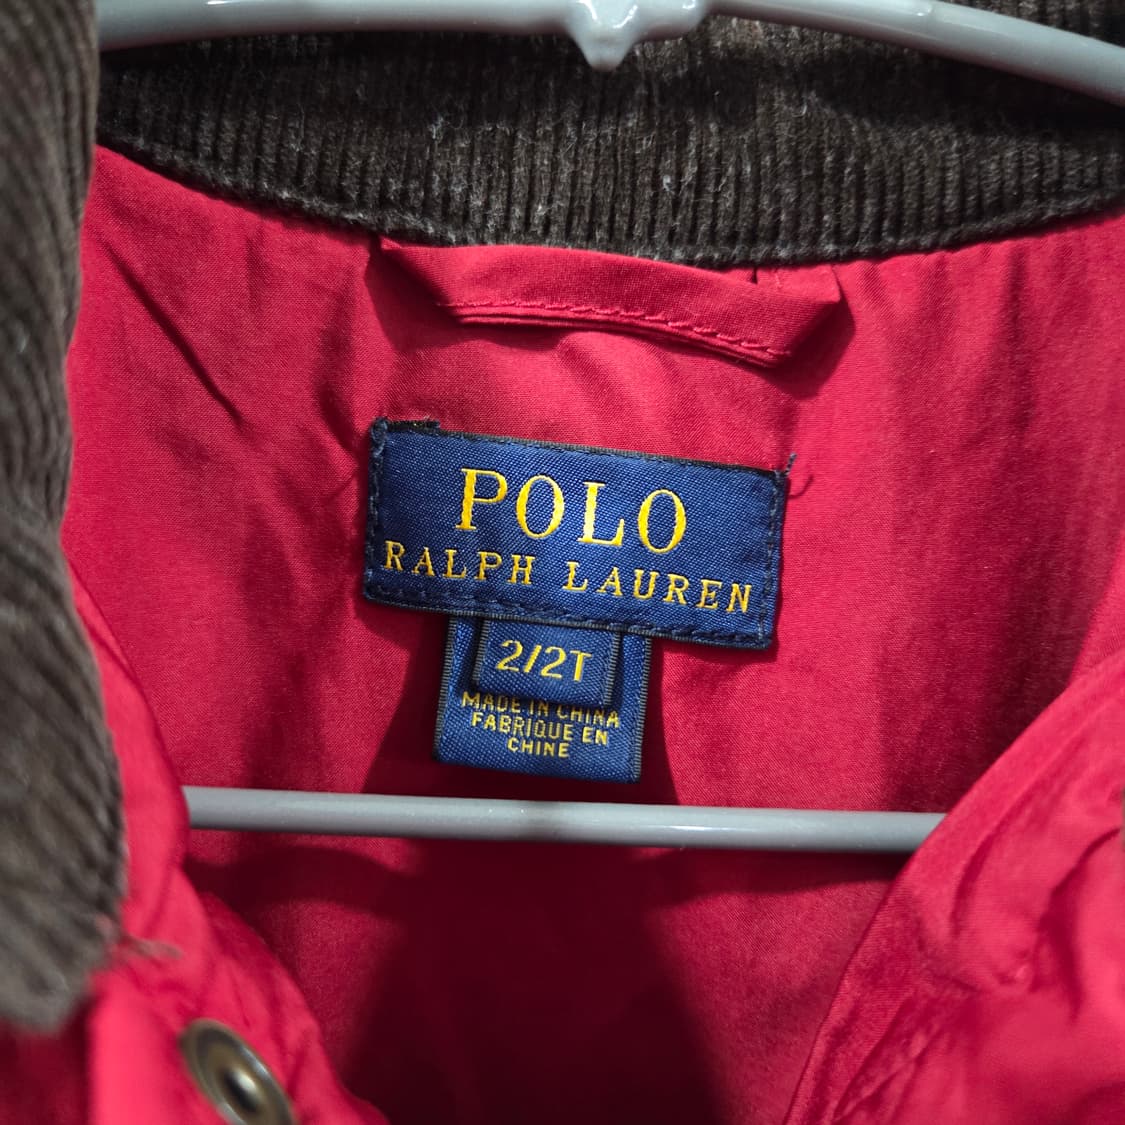 POLO
RALPH LAUREN
2/2T
MADE IN CHINA
FABRIQUE EN
CHINE